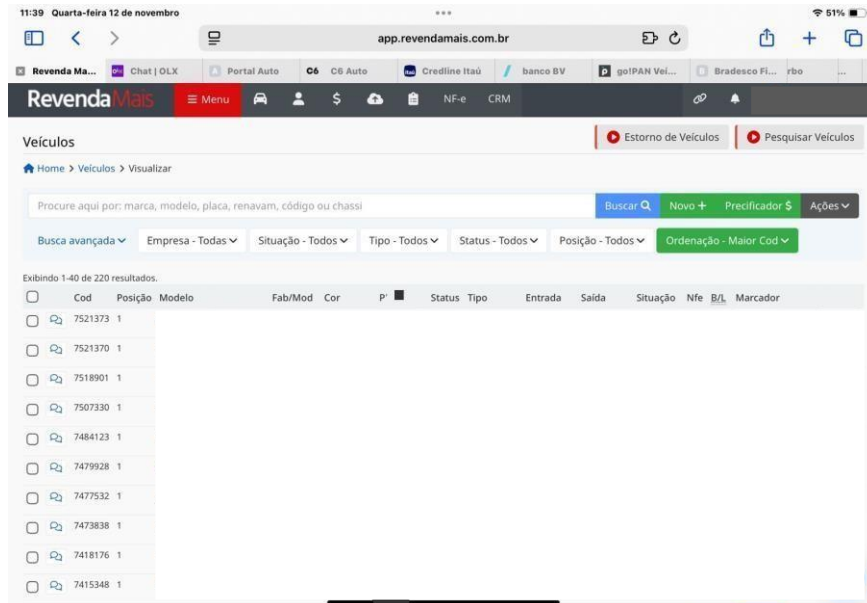 11:39 Quarta-feira 12 de novembro 51%
app.revendamais.com.br
Revenda Ma... Chat | OLX Portal Auto C6 C6 Auto Credline Itaú banco BV go!PAN Veí... Bradesco Fi... rbo ...
RevendaMais Menu $ NF-e CRM
Veículos Estorno de Veículos Pesquisar Veículos
Home > Veículos > Visualizar
Procure aqui por: marca, modelo, placa, renavam, código ou chassi Buscar Novo + Precificador $ Ações
Busca avançada Empresa - Todas Situação - Todos Tipo - Todos Status - Todos Posição - Todos Ordenação - Maior Cod
Exibindo 1-40 de 220 resultados.
Cod Posição Modelo Fab/Mod Cor Status Tipo Entrada Saída Situação Nfe B/L Marcador
7521373 1
7521370 1
7518901 1
7507330 1
7484123 1
7479928 1
7477532 1
7473838 1
7418176 1
7415348 1